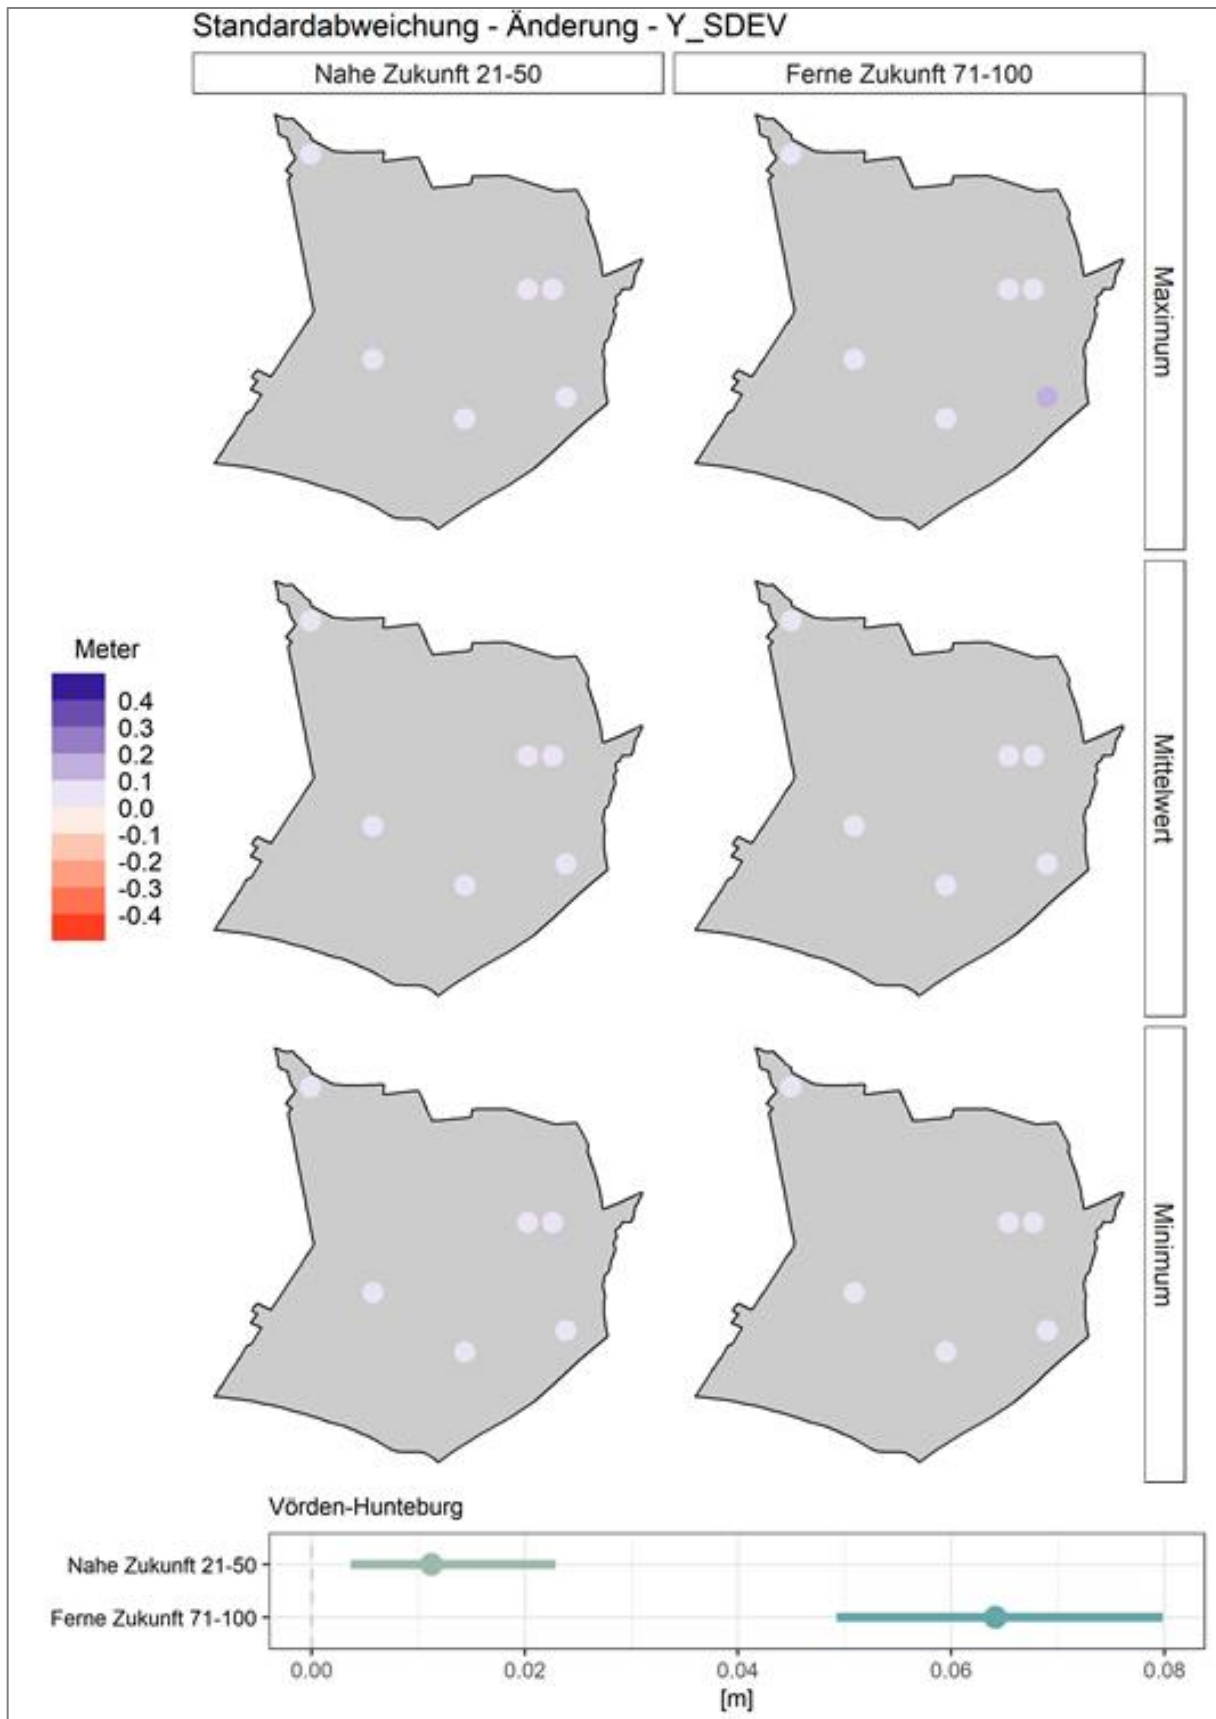 Standardabweichung - Änderung - Y_SDEV
Nahe Zukunft 21-50
Ferne Zukunft 71-100
Maximum
Mittelwert
Minimum
Meter
0.4
0.3
0.2
0.1
0.0
-0.1
-0.2
-0.3
-0.4
Vörden-Hunteburg
Nahe Zukunft 21-50
Ferne Zukunft 71-100
0.00 0.02 0.04 0.06 0.08
[m]